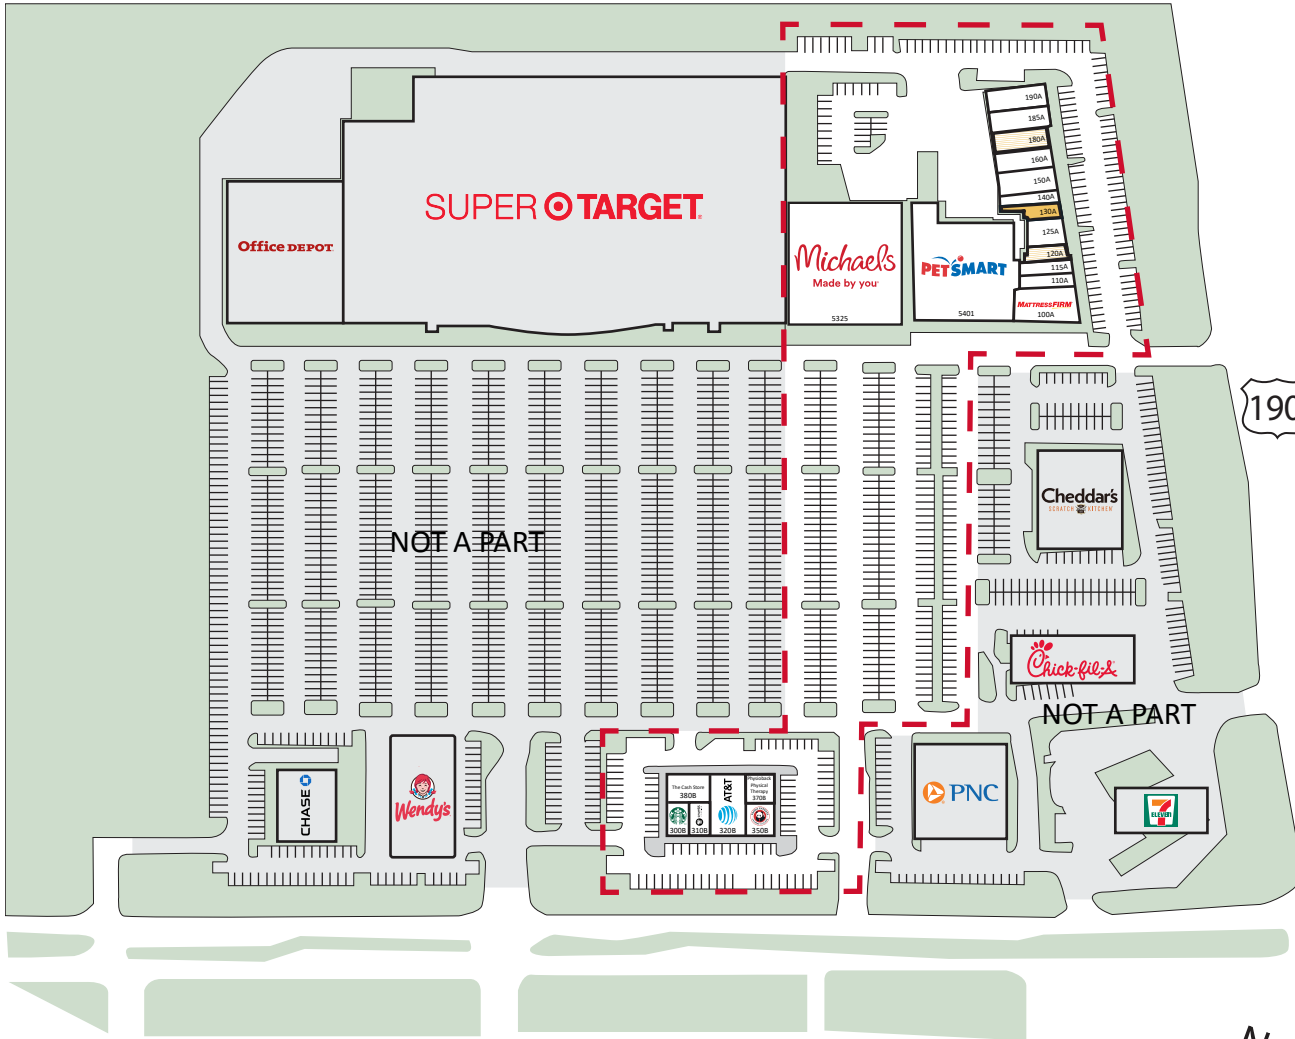 190A
185A
180A
160A
150A
140A
130A
125A
120A
115A
110A
MATTRESSFIRM
100A
SUPER TARGET
Office DEPOT
Michaels
Made by you
5325
PETSMART
5401
190
Cheddar's
SCRATCH KITCHEN
NOT A PART
Chick-fil-A
NOT A PART
CHASE
Wendy's
The Cash Store
380B
AT&T
Physical
Therapy
370B
300B
310B
320B
350B
PNC
7
ELEVEN
N